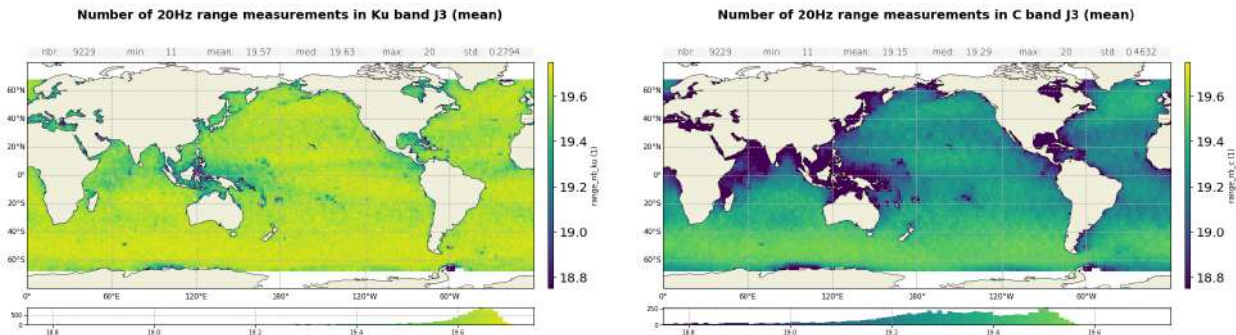 Number of 20Hz range measurements in Ku band J3 (mean)
nbr: 9229 min: 11 mean: 19.57 med: 19.63 max: 20 std: 0.2794
60°N
40°N
20°N
0°
20°S
40°S
60°S
0° 60°E 120°E 180° 120°W 60°W
19.6
19.4
19.2
19.0
18.8
range_nb_ku (1)
500
0
18.8 19.0 19.2 19.4 19.6
Number of 20Hz range measurements in C band J3 (mean)
nbr: 9229 min: 11 mean: 19.15 med: 19.29 max: 20 std: 0.4632
60°N
40°N
20°N
0°
20°S
40°S
60°S
0° 60°E 120°E 180° 120°W 60°W
19.6
19.4
19.2
19.0
18.8
range_nb_c (1)
250
0
18.8 19.0 19.2 19.4 19.6